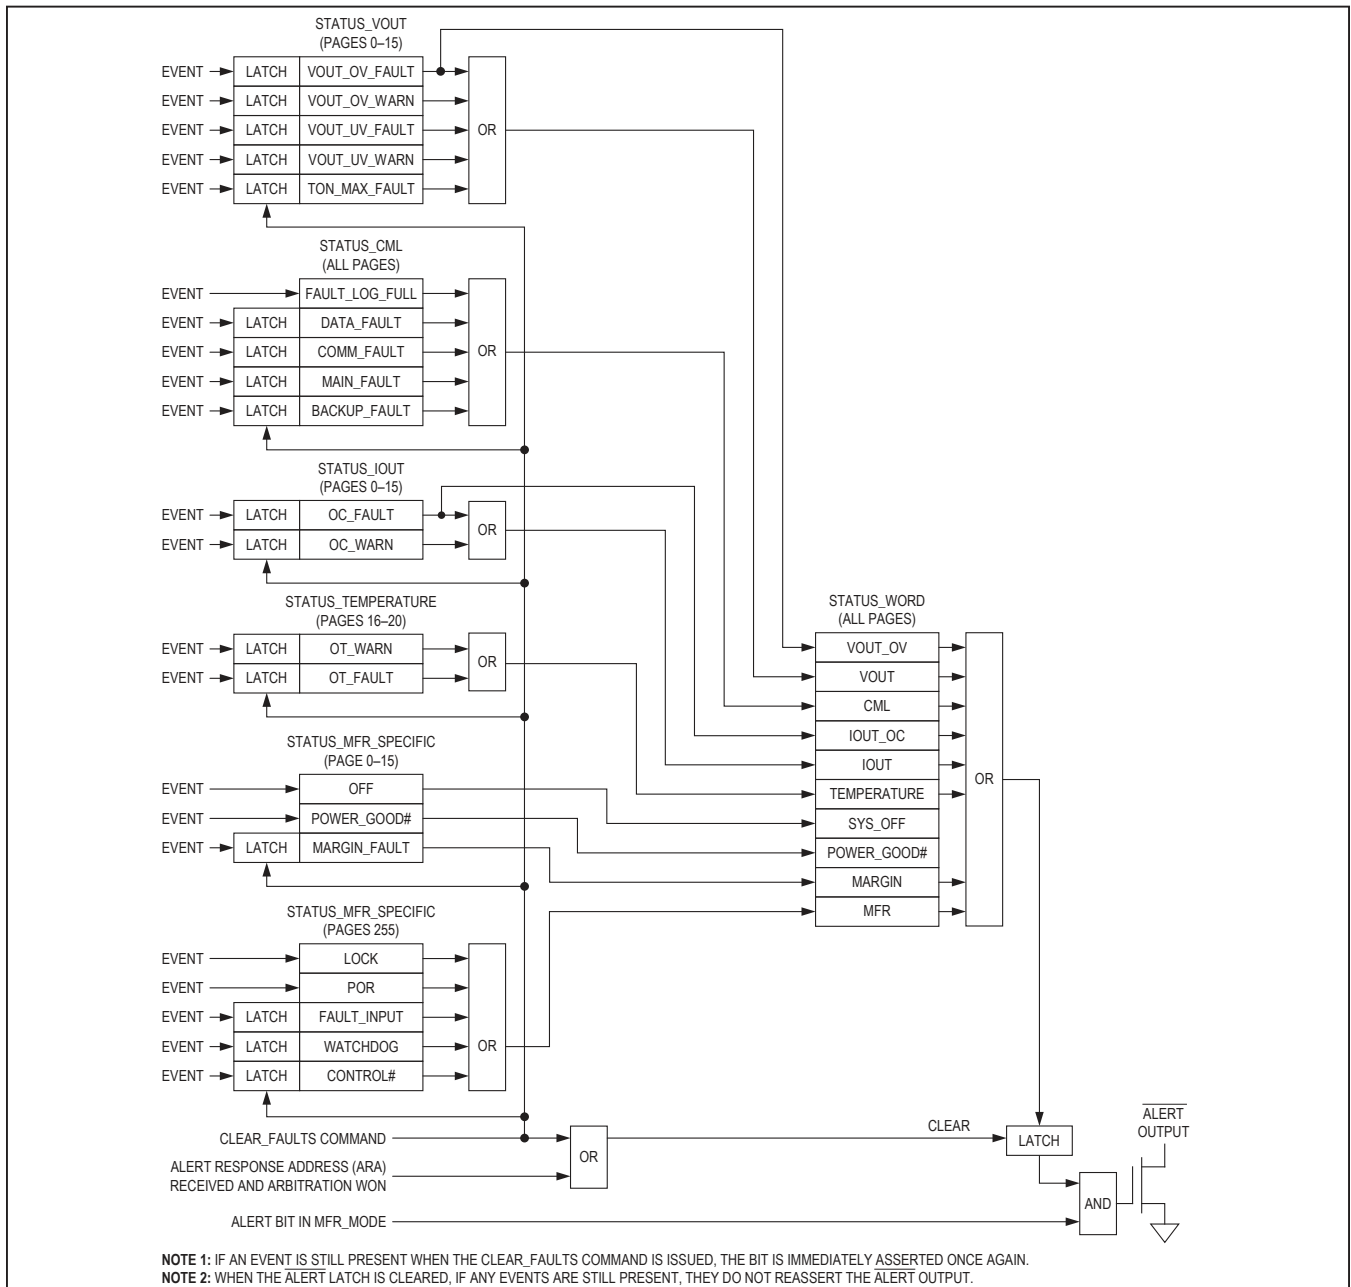 STATUS_VOUT
(PAGES 0–15)
EVENT LATCH VOUT_OV_FAULT
EVENT LATCH VOUT_OV_WARN
EVENT LATCH VOUT_UV_FAULT OR
EVENT LATCH VOUT_UV_WARN
EVENT LATCH TON_MAX_FAULT
STATUS_CML
(ALL PAGES)
EVENT FAULT_LOG_FULL
EVENT LATCH DATA_FAULT
EVENT LATCH COMM_FAULT OR
EVENT LATCH MAIN_FAULT
EVENT LATCH BACKUP_FAULT
STATUS_IOUT
(PAGES 0–15)
EVENT LATCH OC_FAULT
OR
EVENT LATCH OC_WARN
STATUS_TEMPERATURE
(PAGES 16–20)
EVENT LATCH OT_WARN
OR
EVENT LATCH OT_FAULT
STATUS_MFR_SPECIFIC
(PAGE 0–15)
EVENT OFF
EVENT POWER_GOOD#
EVENT LATCH MARGIN_FAULT
STATUS_MFR_SPECIFIC
(PAGES 255)
EVENT LOCK
EVENT POR
EVENT LATCH FAULT_INPUT
EVENT LATCH WATCHDOG OR
EVENT LATCH CONTROL#
STATUS_WORD
(ALL PAGES)
VOUT_OV
VOUT
CML
IOUT_OC
IOUT
OR
TEMPERATURE
SYS_OFF
POWER_GOOD#
MARGIN
MFR
CLEAR_FAULTS COMMAND
OR
ALERT RESPONSE ADDRESS (ARA)
RECEIVED AND ARBITRATION WON
CLEAR
LATCH
ALERT
OUTPUT
AND
ALERT BIT IN MFR_MODE
NOTE 1: IF AN EVENT IS STILL PRESENT WHEN THE CLEAR_FAULTS COMMAND IS ISSUED, THE BIT IS IMMEDIATELY ASSERTED ONCE AGAIN.
NOTE 2: WHEN THE ALERT LATCH IS CLEARED, IF ANY EVENTS ARE STILL PRESENT, THEY DO NOT REASSERT THE ALERT OUTPUT.